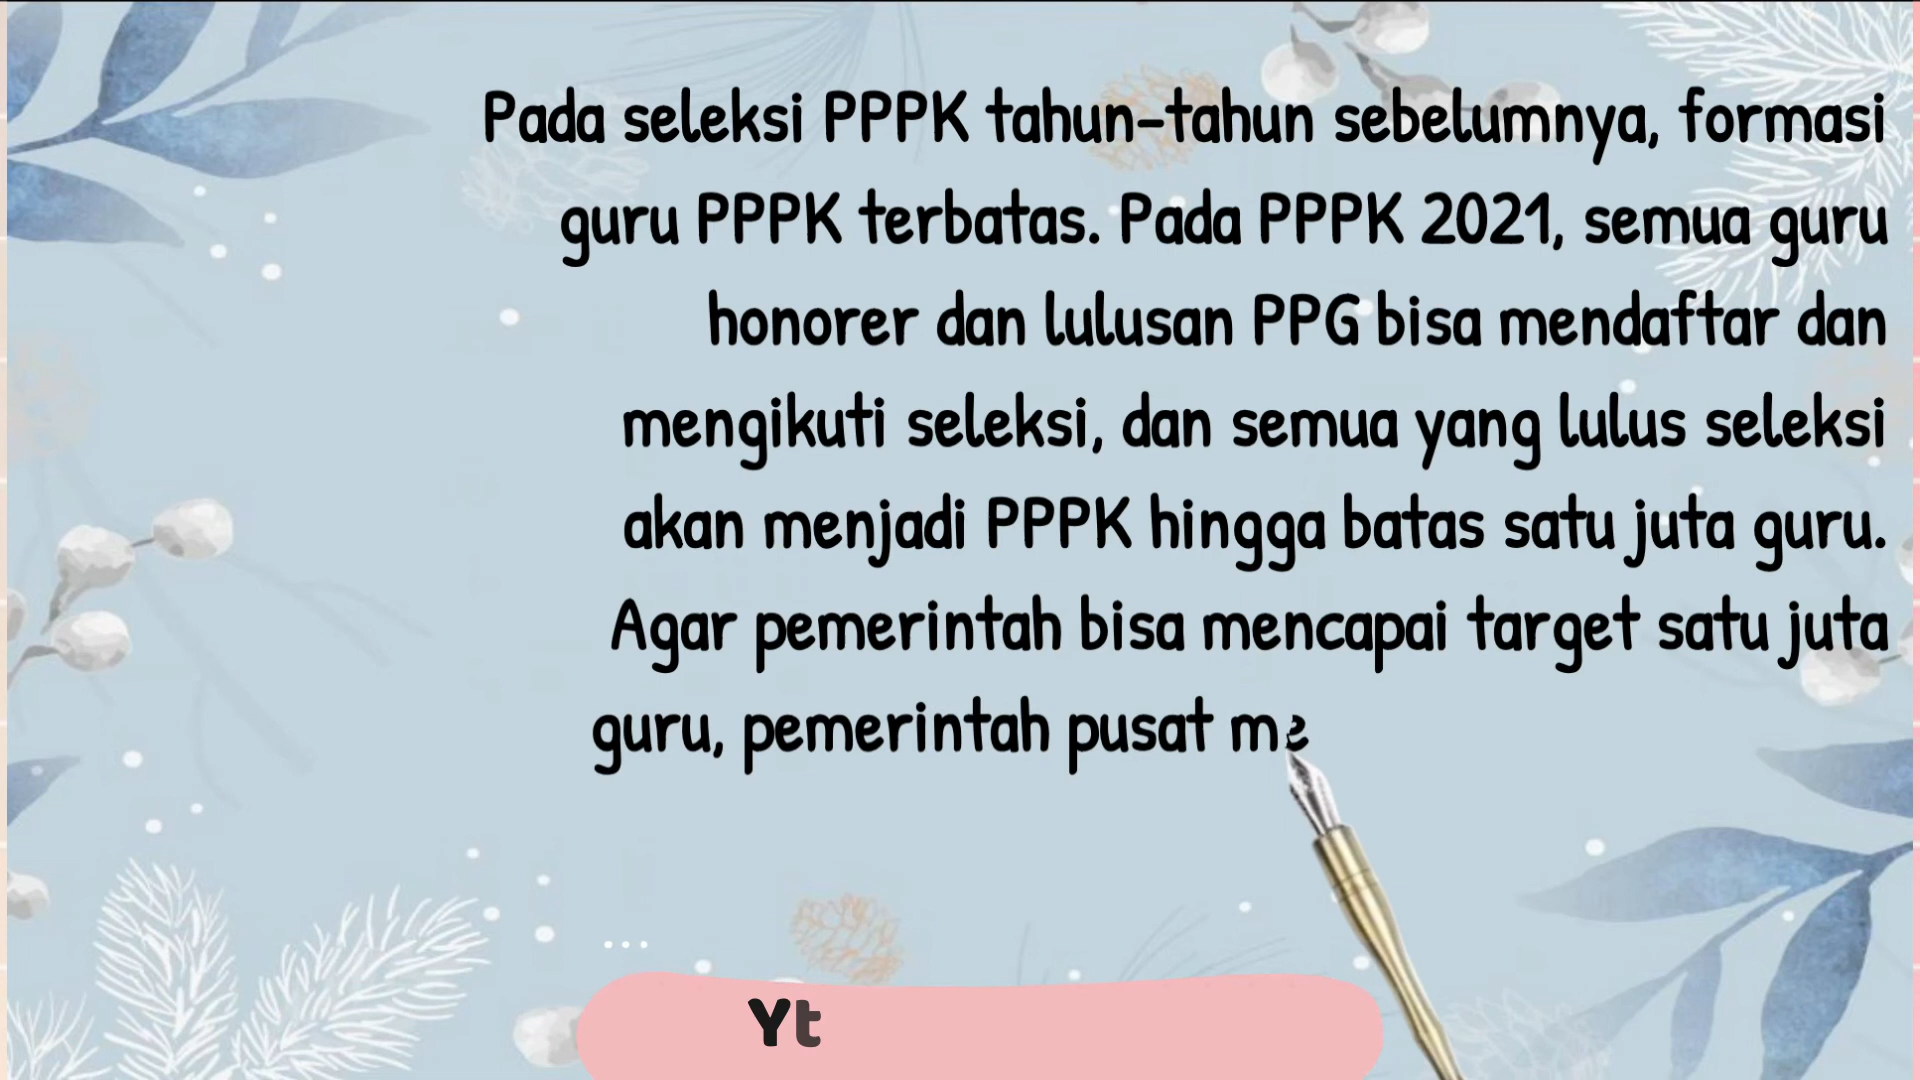 Pada seleksi PPPK tahun-tahun sebelumnya, formasi
guru PPPK terbatas. Pada PPPK 2021, semua guru
honorer dan lulusan PPG bisa mendaftar dan
mengikuti seleksi, dan semua yang lulus seleksi
akan menjadi PPPK hingga batas satu juta guru.
Agar pemerintah bisa mencapai target satu juta
guru, pemerintah pusat me
...
Yt